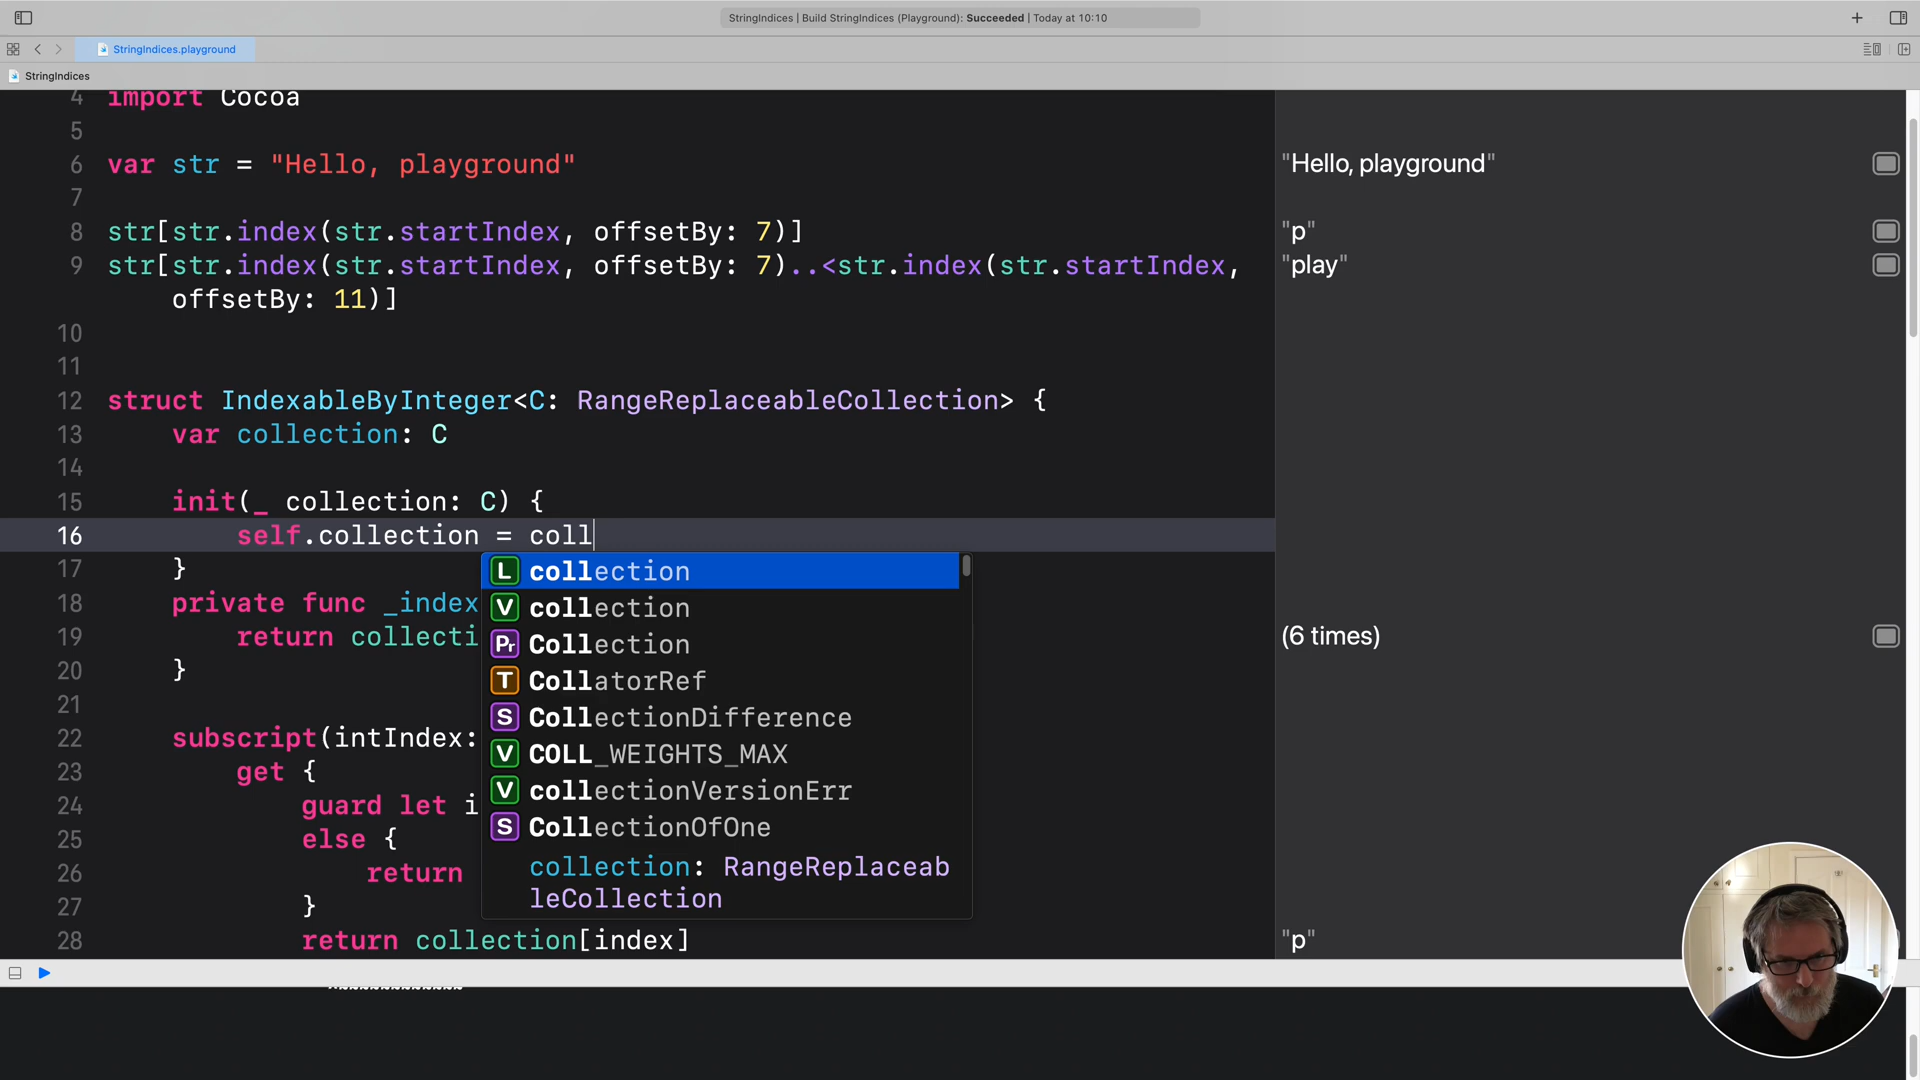 StringIndices | Build StringIndices (Playground): Succeeded | Today at 10:10
StringIndices.playground
StringIndices
4 import Cocoa
5
6 var str = "Hello, playground"
"Hello, playground"
7
8 str[str.index(str.startIndex, offsetBy: 7)]
"p"
9 str[str.index(str.startIndex, offsetBy: 7)..<str.index(str.startIndex,
"play"
offsetBy: 11)]
10
11
12 struct IndexableByInteger<C: RangeReplaceableCollection> {
13 var collection: C
14
15 init(_ collection: C) {
16 self.collection = coll
17 }
L collection
V collection
Pr Collection
T CollatorRef
S CollectionDifference
V COLL_WEIGHTS_MAX
V collectionVersionErr
S CollectionOfOne
collection: RangeReplaceab
leCollection
18 private func _index
19 return collecti
(6 times)
20 }
21
22 subscript(intIndex:
23 get {
24 guard let i
25 else {
26 return
27 }
28 return collection[index]
"p"